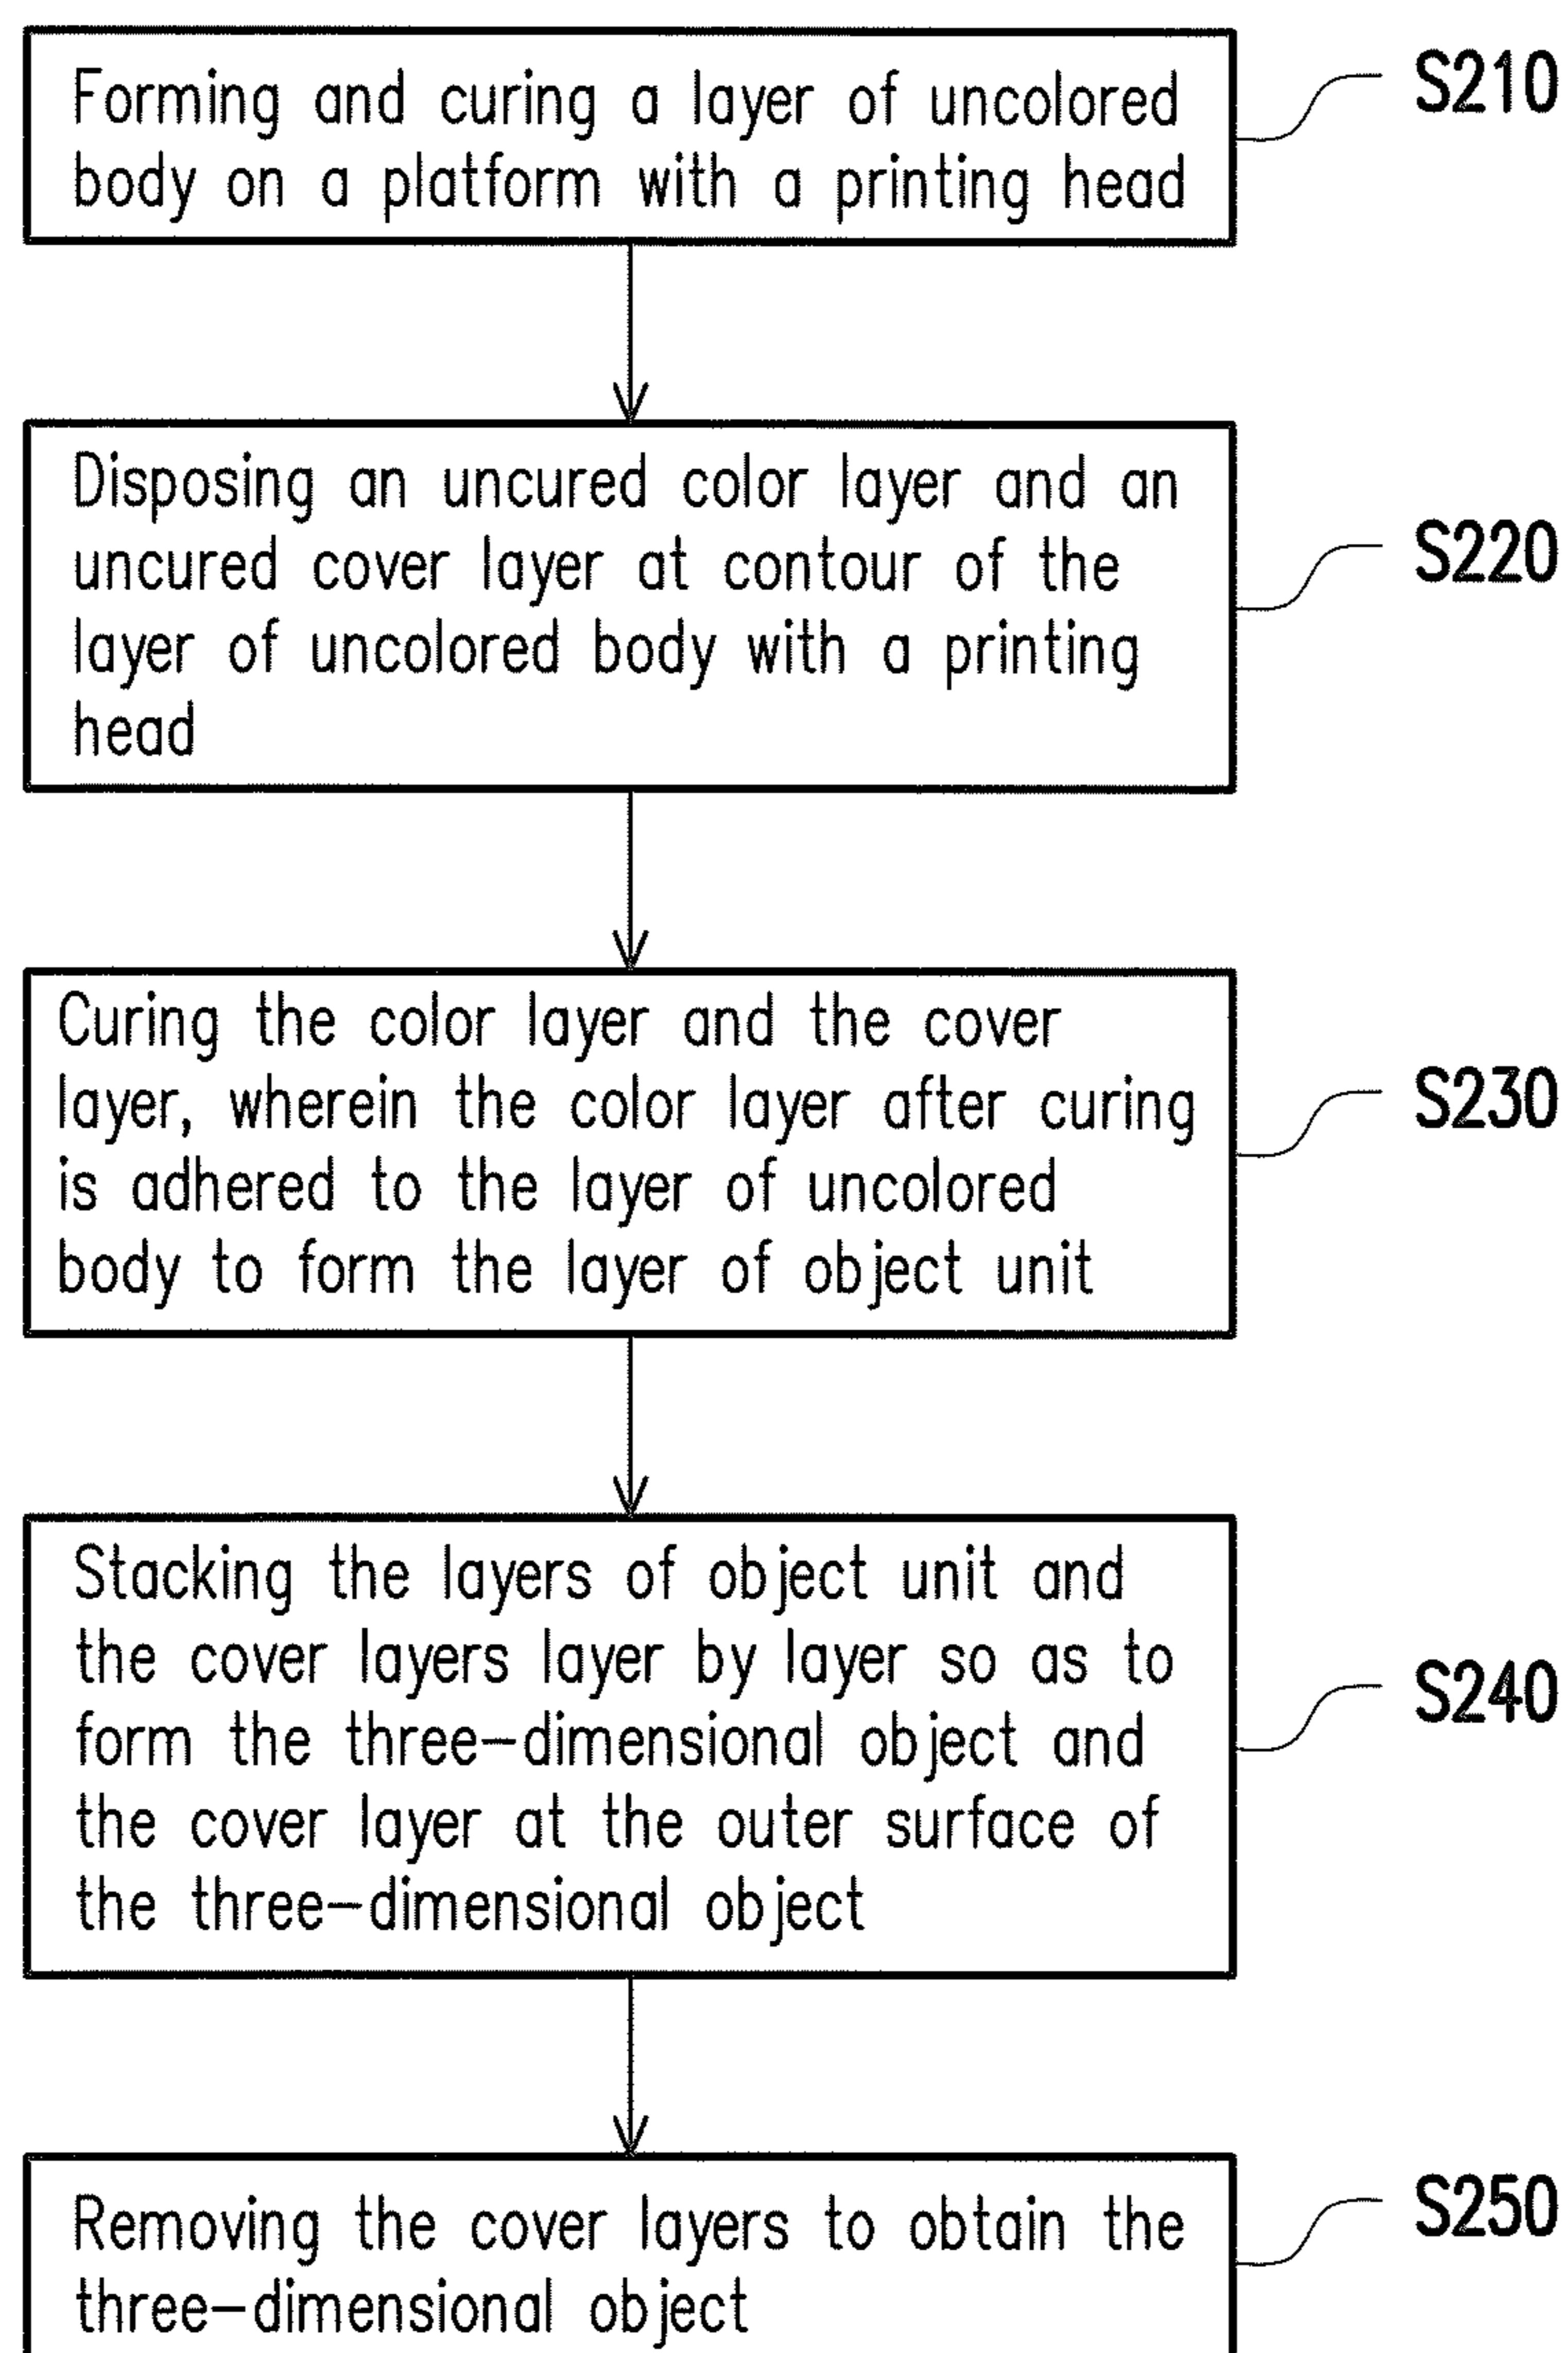 Forming and curing a layer of uncolored
body on a platform with a printing head
S210
Disposing an uncured color layer and an
uncured cover layer at contour of the
layer of uncolored body with a printing
head
S220
Curing the color layer and the cover
layer, wherein the color layer after curing
is adhered to the layer of uncolored
body to form the layer of object unit
S230
Stacking the layers of object unit and
the cover layers layer by layer so as to
form the three-dimensional object and
the cover layer at the outer surface of
the three-dimensional object
S240
Removing the cover layers to obtain the
three-dimensional object
S250